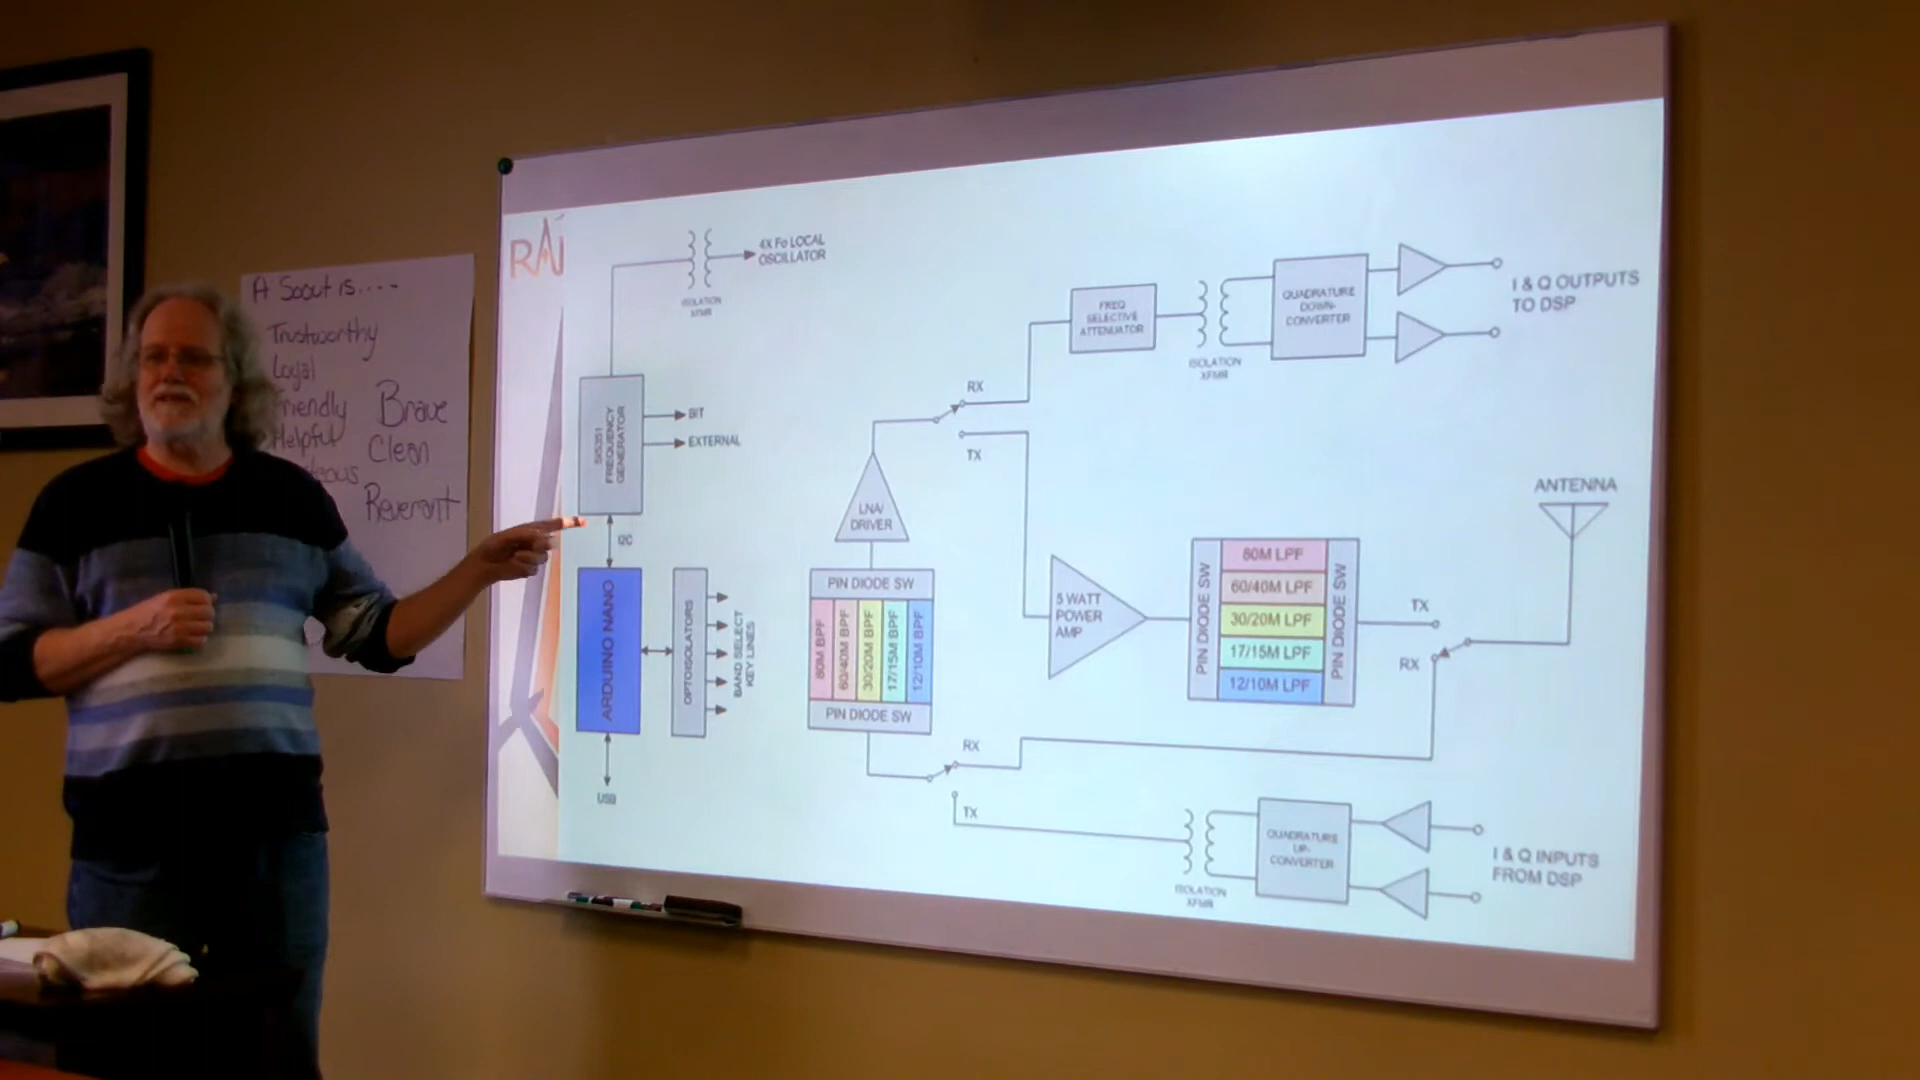 A Scout is....
Trustworthy
Loyal
Friendly
Helpful
Brave
Clean
Reverant
4X Fo LOCAL
OSCILLATOR
ISOLATION
XFMR
SI5351
FREQUENCY
GENERATOR
BIT
EXTERNAL
I2C
ARDUINO NANO
OPTOISOLATORS
BAND SELECT
KEY LINES
USB
RX
TX
LNA/
DRIVER
PIN DIODE SW
80M BPF
60/40M BPF
30/20M BPF
17/15M BPF
12/10M BPF
PIN DIODE SW
RX
TX
FREQ
SELECTIVE
ATTENUATOR
ISOLATION
XFMR
QUADRATURE
DOWN-
CONVERTER
I & Q OUTPUTS
TO DSP
5 WATT
POWER
AMP
PIN DIODE SW
80M LPF
60/40M LPF
30/20M LPF
17/15M LPF
12/10M LPF
PIN DIODE SW
ANTENNA
TX
RX
ISOLATION
XFMR
QUADRATURE
UP-
CONVERTER
I & Q INPUTS
FROM DSP